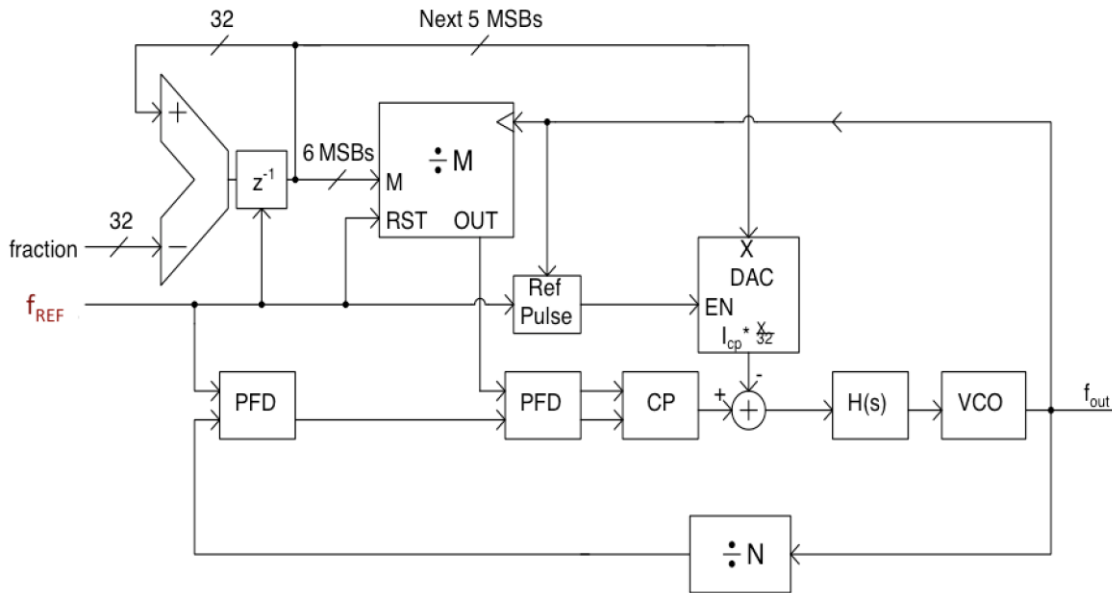 32
Next 5 MSBs
+
÷ M
6 MSBs
z⁻¹
M
32
RST OUT
fraction
−
X
DAC
f_REF
Ref
Pulse
EN
I_cp * X/32
PFD
PFD
CP
+
-
+
H(s)
VCO
f_out
÷ N